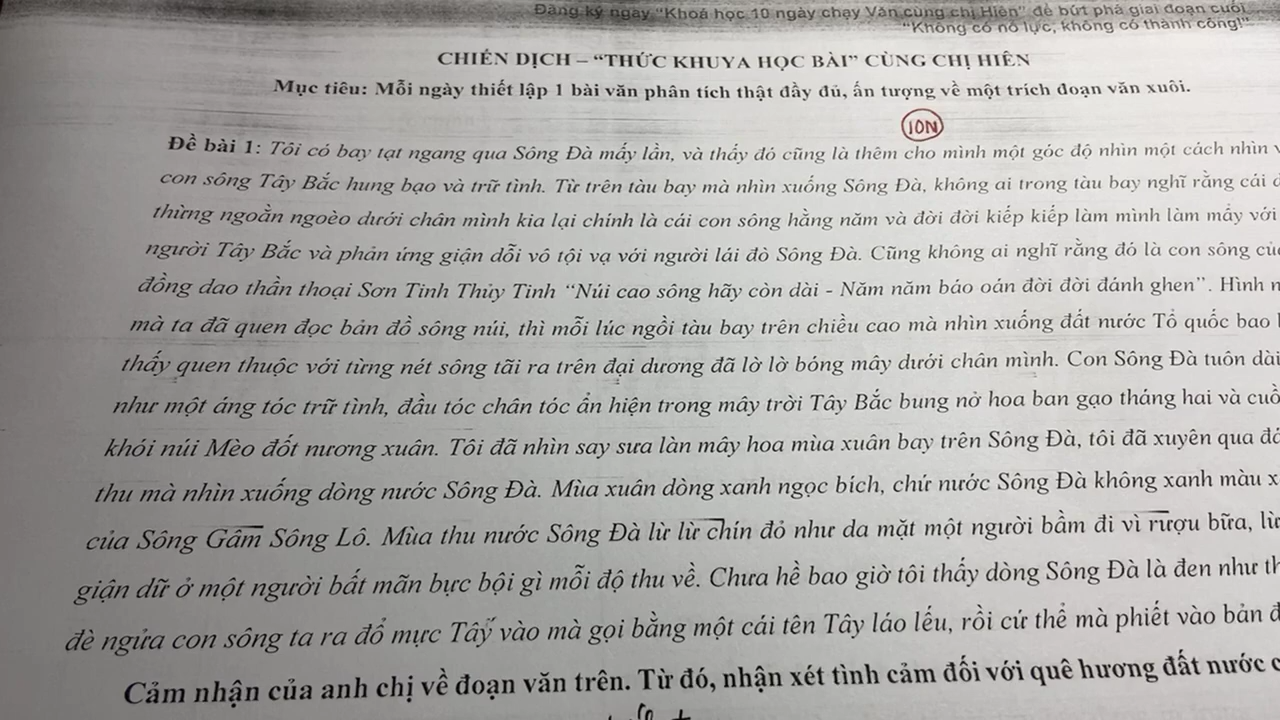 Đăng ký ngay “Khoá học 10 ngày chạy Văn cùng chị Hiên” để bứt phá giai đoạn cuối
“Không có nỗ lực, không có thành công!”
CHIẾN DỊCH – “THỨC KHUYA HỌC BÀI” CÙNG CHỊ HIÊN
Mục tiêu: Mỗi ngày thiết lập 1 bài văn phân tích thật đầy đủ, ấn tượng về một trích đoạn văn xuôi.
ION
Đề bài 1: Tôi có bay tạt ngang qua Sông Đà mấy lần, và thấy đó cũng là thêm cho mình một góc độ nhìn một cách nhìn
con sông Tây Bắc hung bạo và trữ tình. Từ trên tàu bay mà nhìn xuống Sông Đà, không ai trong tàu bay nghĩ rằng cái
thừng ngoằn ngoèo dưới chân mình kia lại chính là cái con sông hằng năm và đời đời kiếp kiếp làm mình làm mẩy với
người Tây Bắc và phản ứng giận dỗi vô tội vạ với người lái đò Sông Đà. Cũng không ai nghĩ rằng đó là con sông
đồng dao thần thoại Sơn Tinh Thủy Tinh “Núi cao sông hãy còn dài - Năm năm báo oán đời đời đánh ghen”. Hình
mà ta đã quen đọc bản đồ sông núi, thì mỗi lúc ngồi tàu bay trên chiều cao mà nhìn xuống đất nước Tổ quốc bao
thấy quen thuộc với từng nét sông tãi ra trên đại dương đã lờ lờ bóng mây dưới chân mình. Con Sông Đà tuôn dài
như một áng tóc trữ tình, đầu tóc chân tóc ẩn hiện trong mây trời Tây Bắc bung nở hoa ban gạo tháng hai và
khói núi Mèo đốt nương xuân. Tôi đã nhìn say sưa làn mây hoa mùa xuân bay trên Sông Đà, tôi đã xuyên qua
thu mà nhìn xuống dòng nước Sông Đà. Mùa xuân dòng xanh ngọc bích, chứ nước Sông Đà không xanh màu
của Sông Gâm Sông Lô. Mùa thu nước Sông Đà lừ lừ chín đỏ như da mặt một người bầm đi vì rượu bữa, lừ
giận dữ ở một người bất mãn bực bội gì mỗi độ thu về. Chưa hề bao giờ tôi thấy dòng Sông Đà là đen như
đè ngửa con sông ta ra đổ mực Tây vào mà gọi bằng một cái tên Tây láo lếu, rồi cứ thế mà phiết vào bản
Cảm nhận của anh chị về đoạn văn trên. Từ đó, nhận xét tình cảm đối với quê hương đất nước